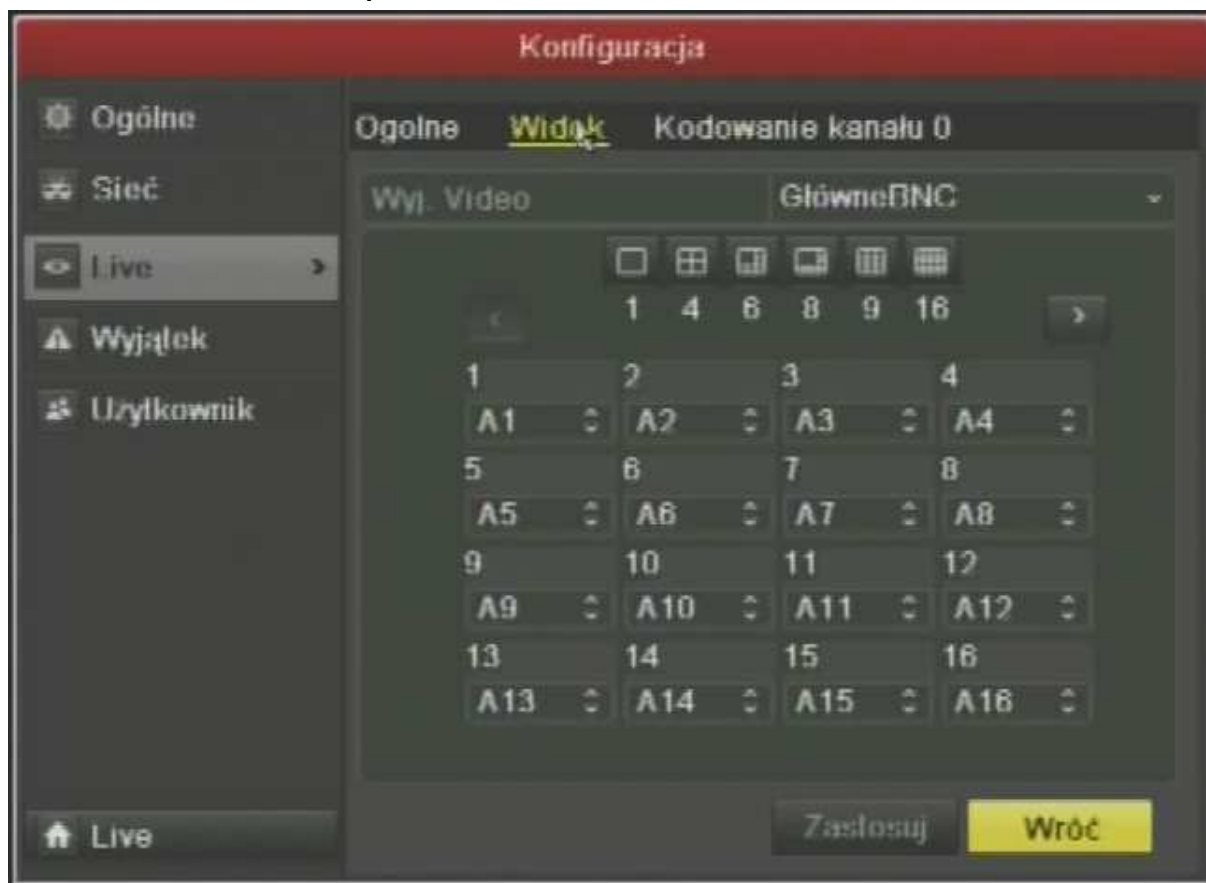 Konfiguracja
Ogólne
Sieć
Live
Wyjątek
Użytkownik
Live
Ogolne Widok Kodowanie kanału 0
Wyj. Video GłówneBNC
1 4 6 8 9 16
1 2 3 4
A1 A2 A3 A4
5 6 7 8
A5 A6 A7 A8
9 10 11 12
A9 A10 A11 A12
13 14 15 16
A13 A14 A15 A16
Zastosuj Wróć